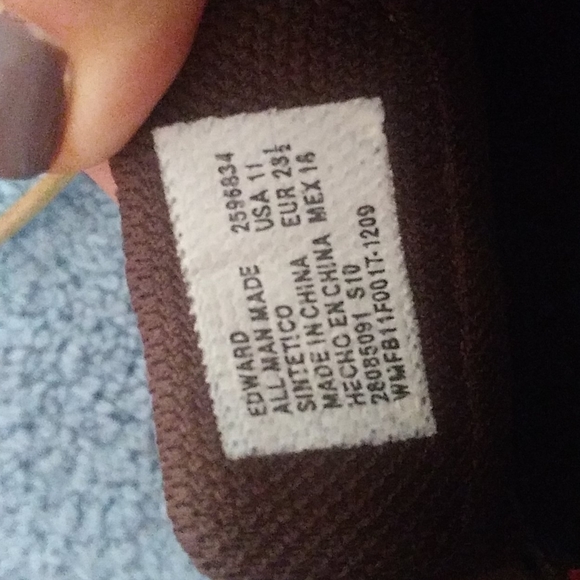 EDWARD 2596834
ALL MAN MADE USA 11
SINTETICO EUR 28½
MADE IN CHINA MEX 18
HECHO EN CHINA
28085091 S10
WMFB11F001T-1209